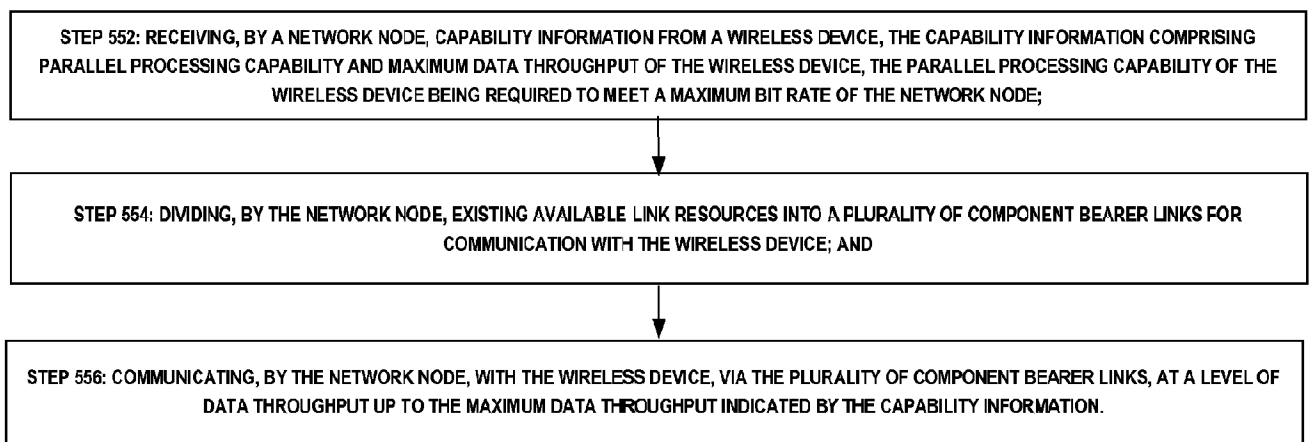 STEP 552: RECEIVING, BY A NETWORK NODE, CAPABILITY INFORMATION FROM A WIRELESS DEVICE, THE CAPABILITY INFORMATION COMPRISING
PARALLEL PROCESSING CAPABILITY AND MAXIMUM DATA THROUGHPUT OF THE WIRELESS DEVICE, THE PARALLEL PROCESSING CAPABILITY OF THE
WIRELESS DEVICE BEING REQUIRED TO MEET A MAXIMUM BIT RATE OF THE NETWORK NODE;
STEP 554: DIVIDING, BY THE NETWORK NODE, EXISTING AVAILABLE LINK RESOURCES INTO A PLURALITY OF COMPONENT BEARER LINKS FOR
COMMUNICATION WITH THE WIRELESS DEVICE; AND
STEP 556: COMMUNICATING, BY THE NETWORK NODE, WITH THE WIRELESS DEVICE, VIA THE PLURALITY OF COMPONENT BEARER LINKS, AT A LEVEL OF
DATA THROUGHPUT UP TO THE MAXIMUM DATA THROUGHPUT INDICATED BY THE CAPABILITY INFORMATION.